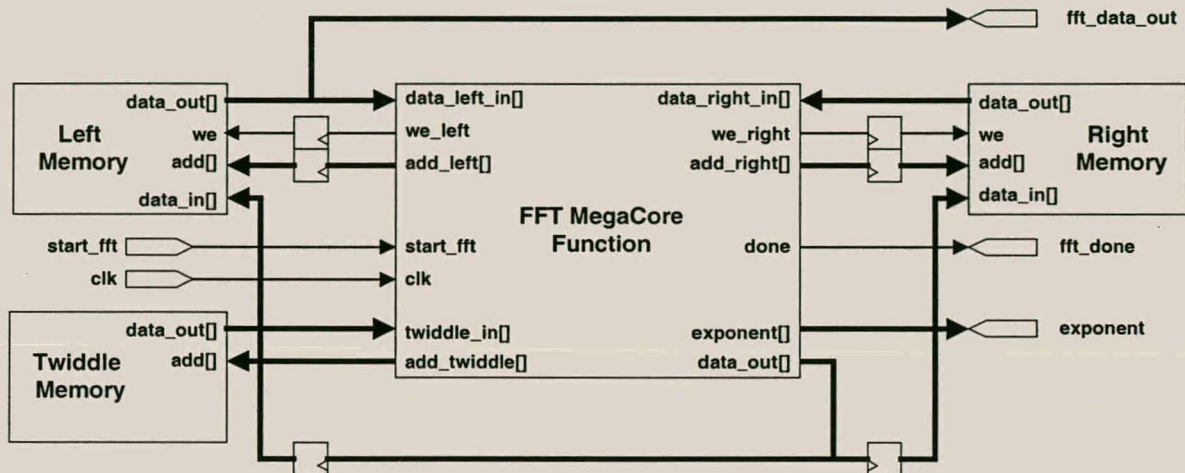 fft_data_out
data_out[]
data_left_in[]
data_right_in[]
data_out[]
Left
Memory
we
we_left
we_right
we
Right
Memory
add[]
add_left[]
add_right[]
add[]
data_in[]
data_in[]
FFT MegaCore
Function
start_fft
start_fft
done
fft_done
clk
clk
data_out[]
twiddle_in[]
exponent[]
exponent
Twiddle
Memory
add[]
add_twiddle[]
data_out[]